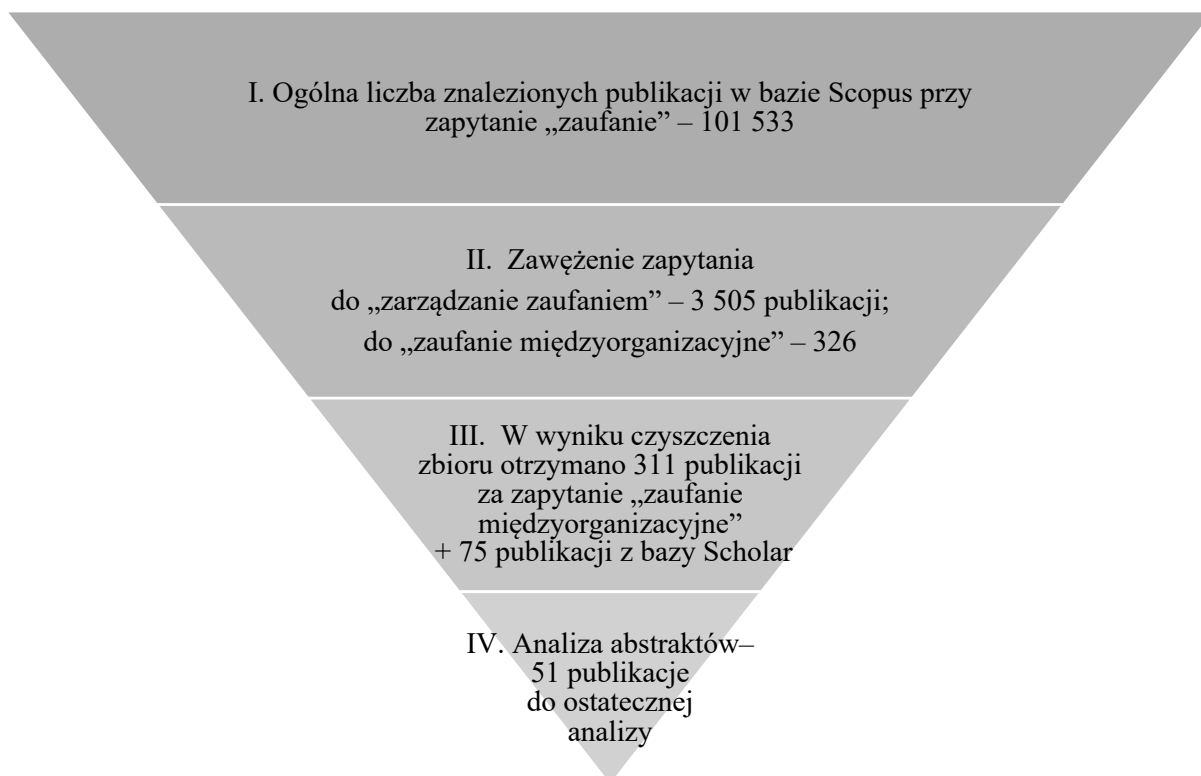 I. Ogólna liczba znalezionych publikacji w bazie Scopus przy
zapytanie „zaufanie” – 101 533
II. Zawężenie zapytania
do „zarządzanie zaufaniem” – 3 505 publikacji;
do „zaufanie międzyorganizacyjne” – 326
III. W wyniku czyszczenia
zbioru otrzymano 311 publikacji
za zapytanie „zaufanie
międzyorganizacyjne”
+ 75 publikacji z bazy Scholar
IV. Analiza abstraktów–
51 publikacje
do ostatecznej
analizy